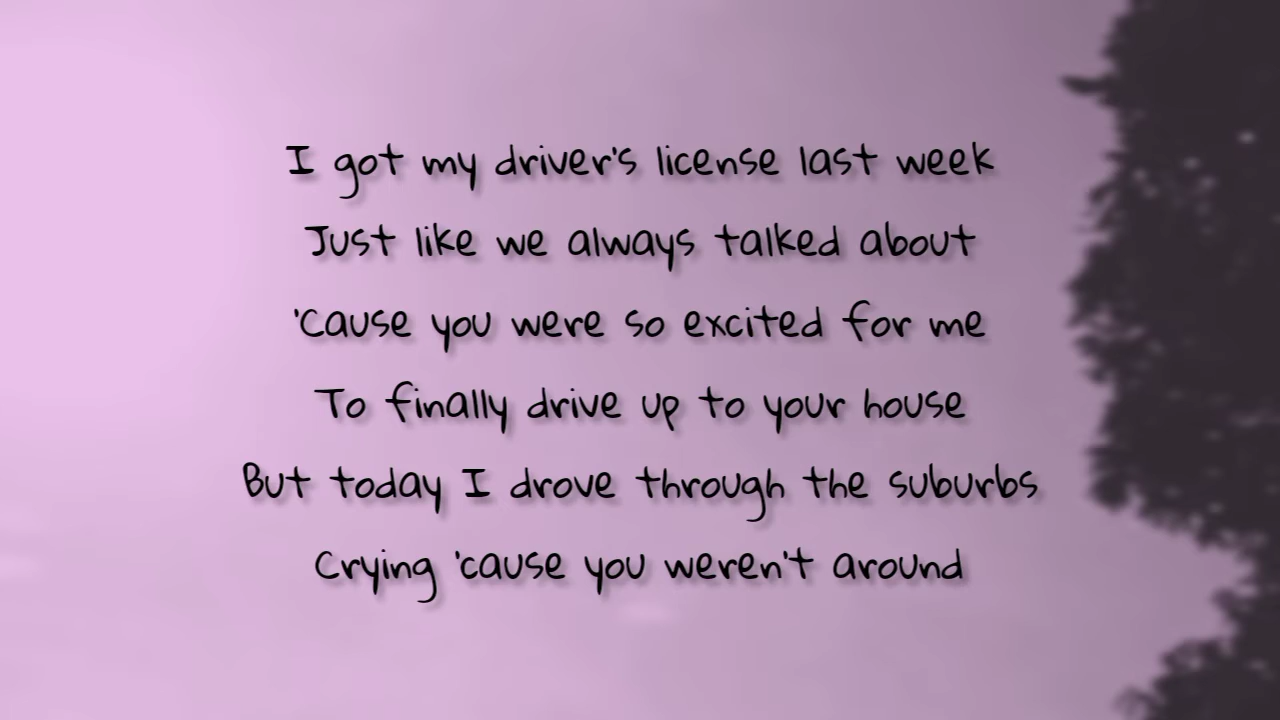 I got my driver's license last week
Just like we always talked about
'cause you were so excited for me
To finally drive up to your house
But today I drove through the suburbs
Crying 'cause you weren't around